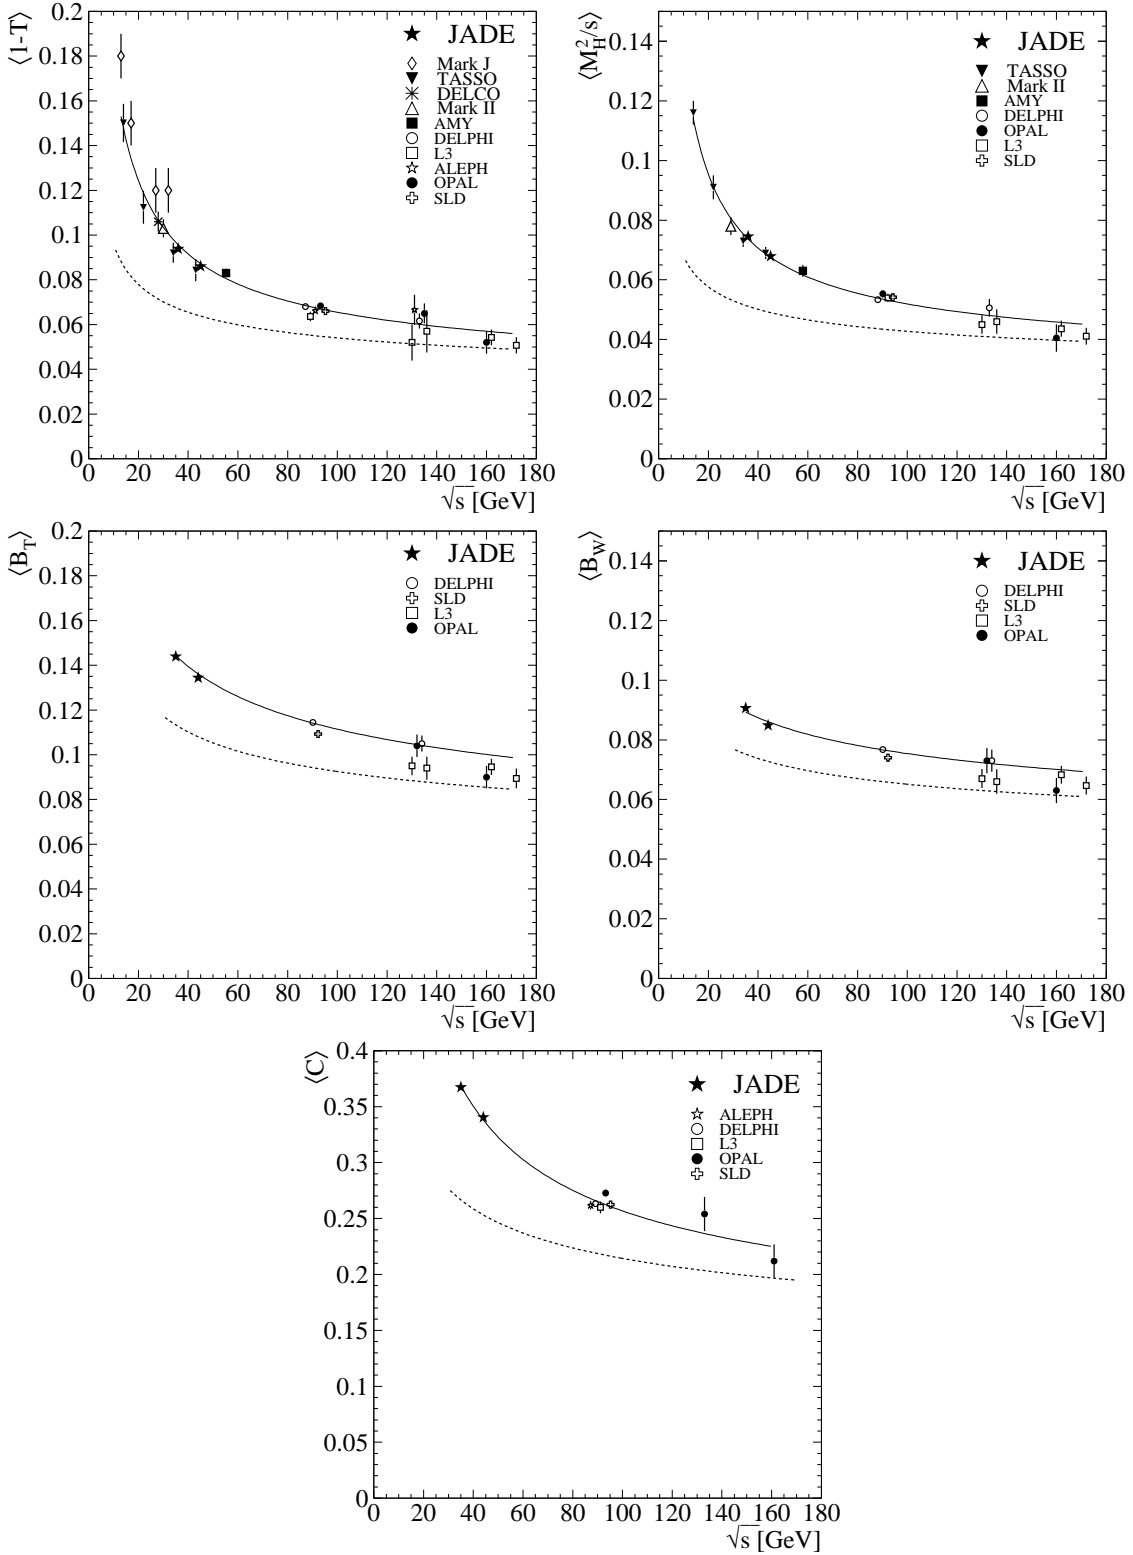 ⟨1-T⟩
0.2
0.18
0.16
0.14
0.12
0.1
0.08
0.06
0.04
0.02
0
0 20 40 60 80 100 120 140 160 180
√s [GeV]
JADE
Mark J
TASSO
DELCO
Mark II
AMY
DELPHI
L3
ALEPH
OPAL
SLD
⟨M_H^2/s⟩
0.14
0.12
0.1
0.08
0.06
0.04
0.02
0
0 20 40 60 80 100 120 140 160 180
√s [GeV]
JADE
TASSO
Mark II
AMY
DELPHI
OPAL
L3
SLD
⟨B_T⟩
0.2
0.18
0.16
0.14
0.12
0.1
0.08
0.06
0.04
0.02
0
0 20 40 60 80 100 120 140 160 180
√s [GeV]
JADE
DELPHI
SLD
L3
OPAL
⟨B_W⟩
0.14
0.12
0.1
0.08
0.06
0.04
0.02
0
0 20 40 60 80 100 120 140 160 180
√s [GeV]
JADE
DELPHI
SLD
L3
OPAL
⟨C⟩
0.4
0.35
0.3
0.25
0.2
0.15
0.1
0.05
0
0 20 40 60 80 100 120 140 160 180
√s [GeV]
JADE
ALEPH
DELPHI
L3
OPAL
SLD